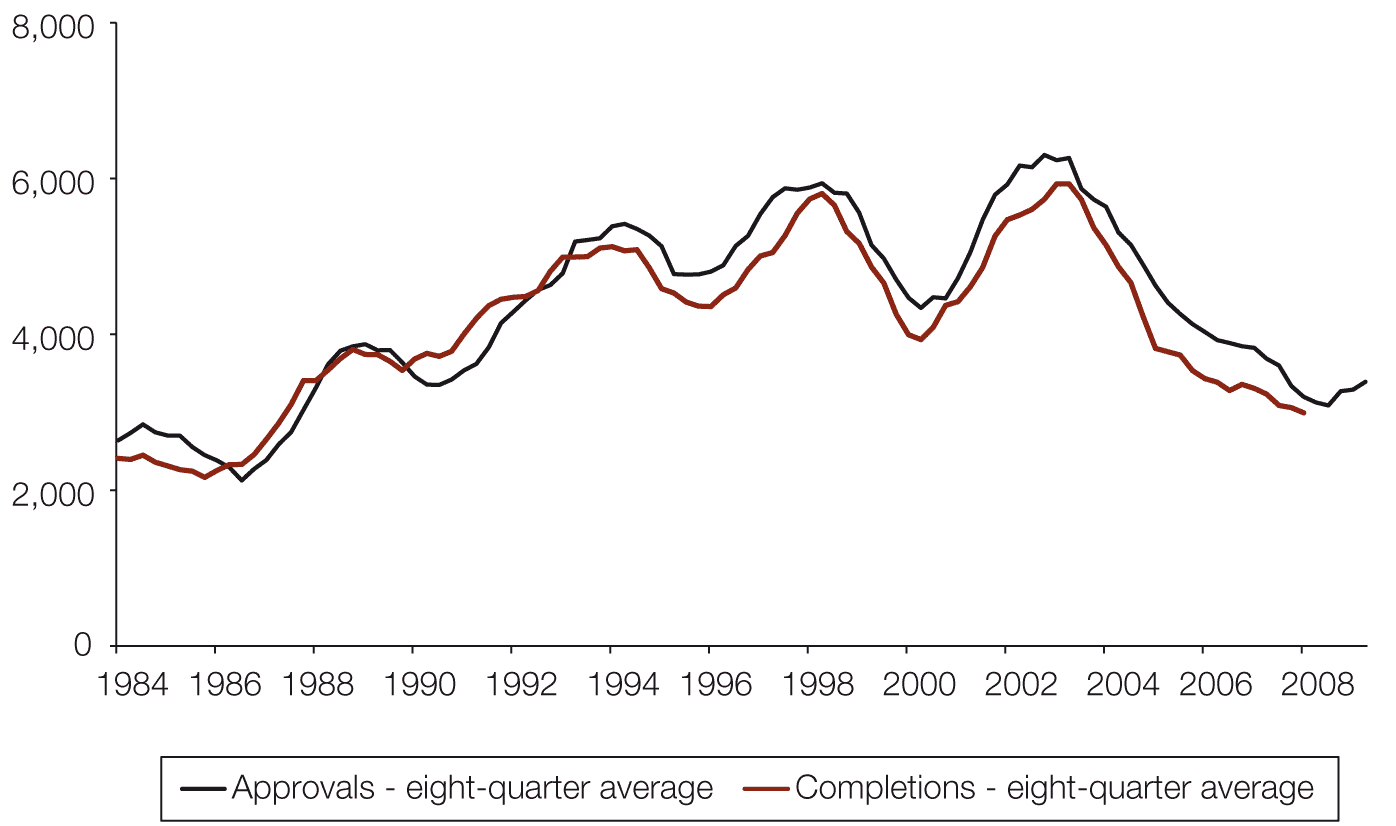 8,000
6,000
4,000
2,000
0
1984 1986 1988 1990 1992 1994 1996 1998 2000 2002 2004 2006 2008
Approvals - eight-quarter average Completions - eight-quarter average